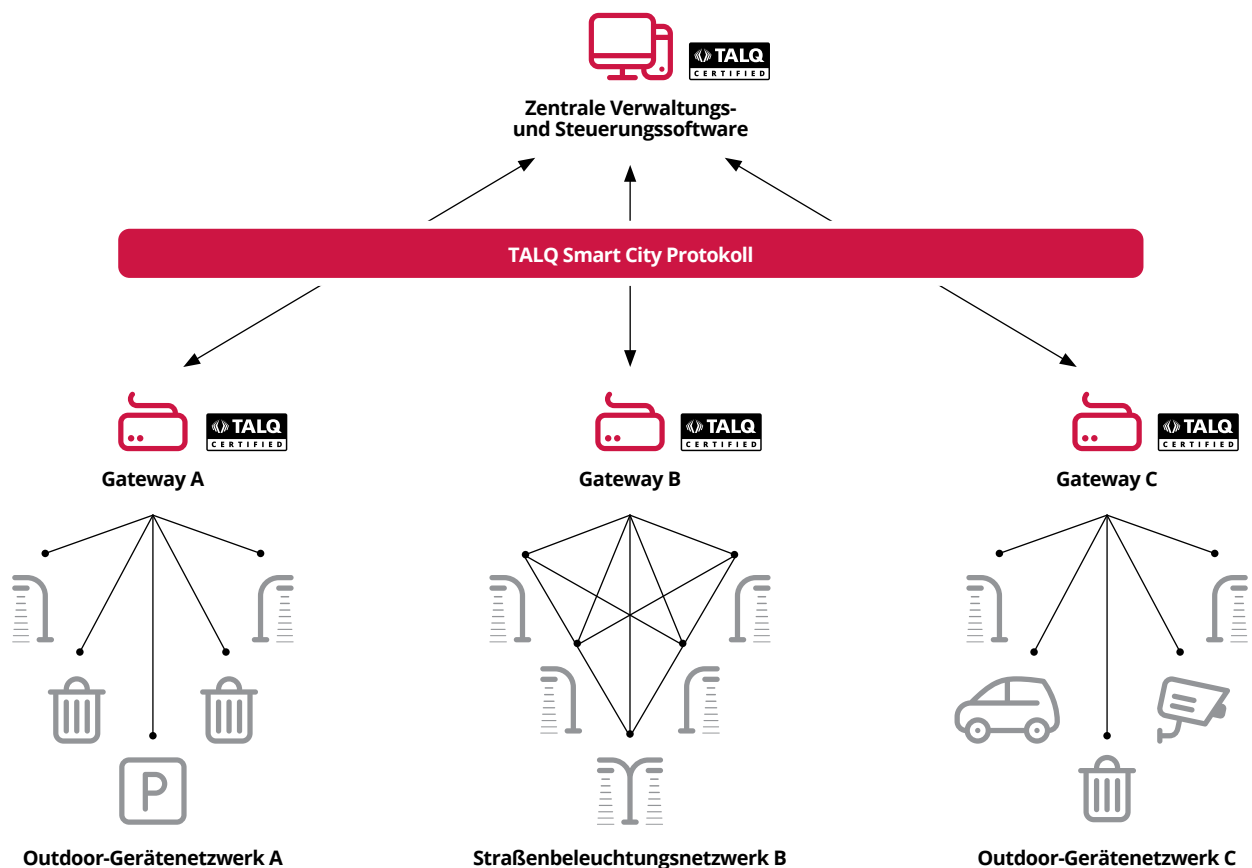 TALQ
CERTIFIED
Zentrale Verwaltungs-
und Steuerungssoftware
TALQ Smart City Protokoll
TALQ
CERTIFIED
TALQ
CERTIFIED
TALQ
CERTIFIED
Gateway A
Gateway B
Gateway C
P
Outdoor-Gerätenetzwerk A
Straßenbeleuchtungsnetzwerk B
Outdoor-Gerätenetzwerk C